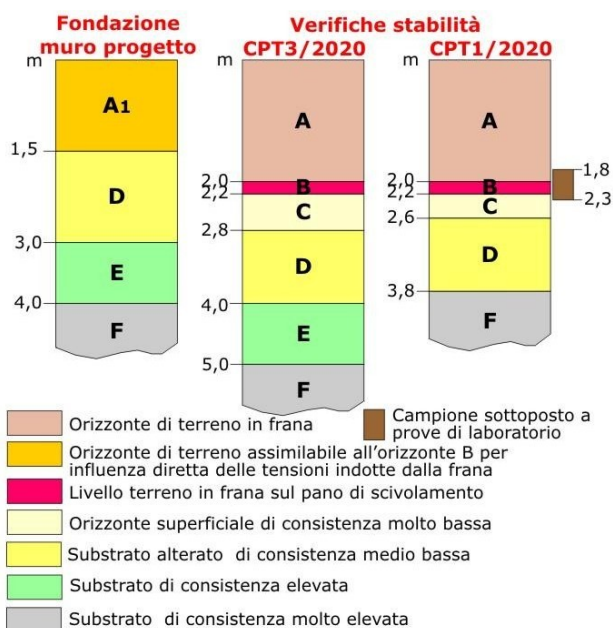 Fondazione
muro progetto
Verifiche stabilità
CPT3/2020
CPT1/2020
m
A1
1,5
D
3,0
E
4,0
F
m
A
2,0
B
2,2
C
2,8
D
4,0
E
5,0
F
m
A
2,0
B
2,2
C
2,6
D
3,8
F
1,8
2,3
Orizzonte di terreno in frana
Campione sottoposto a
prove di laboratorio
Orizzonte di terreno assimilabile all'orizzonte B per
influenza diretta delle tensioni indotte dalla frana
Livello terreno in frana sul pano di scivolamento
Orizzonte superficiale di consistenza molto bassa
Substrato alterato di consistenza medio bassa
Substrato di consistenza elevata
Substrato di consistenza molto elevata